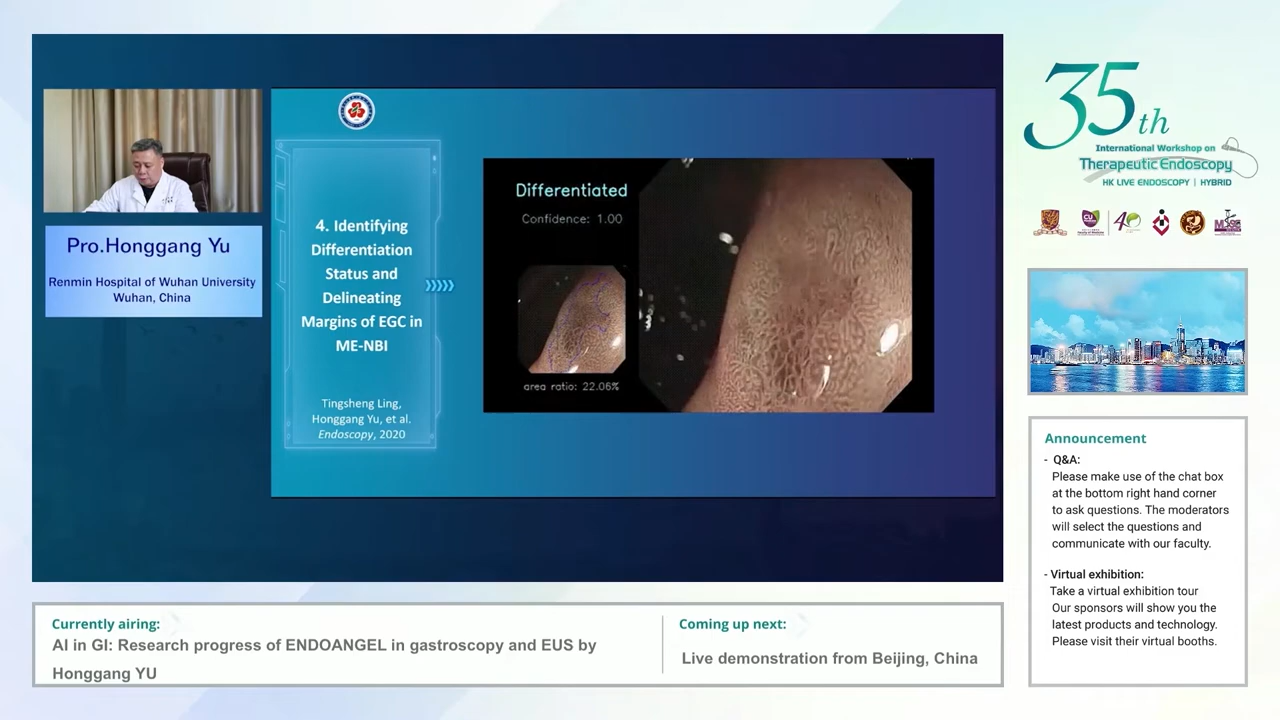 Pro.Honggang Yu
Renmin Hospital of Wuhan University
Wuhan, China
4. Identifying
Differentiation
Status and
Delineating
Margins of EGC in
ME-NBI
Tingsheng Ling,
Honggang Yu, et al.
Endoscopy, 2020
Differentiated
Confidence: 1.00
area ratio: 22.06%
35th
International Workshop on
Therapeutic Endoscopy
HK LIVE ENDOSCOPY | HYBRID
Announcement
- Q&A:
Please make use of the chat box
at the bottom right hand corner
to ask questions. The moderators
will select the questions and
communicate with our faculty.
- Virtual exhibition:
Take a virtual exhibition tour
Our sponsors will show you the
latest products and technology.
Please visit their virtual booths.
Currently airing:
AI in GI: Research progress of ENDOANGEL in gastroscopy and EUS by
Honggang YU
Coming up next:
Live demonstration from Beijing, China